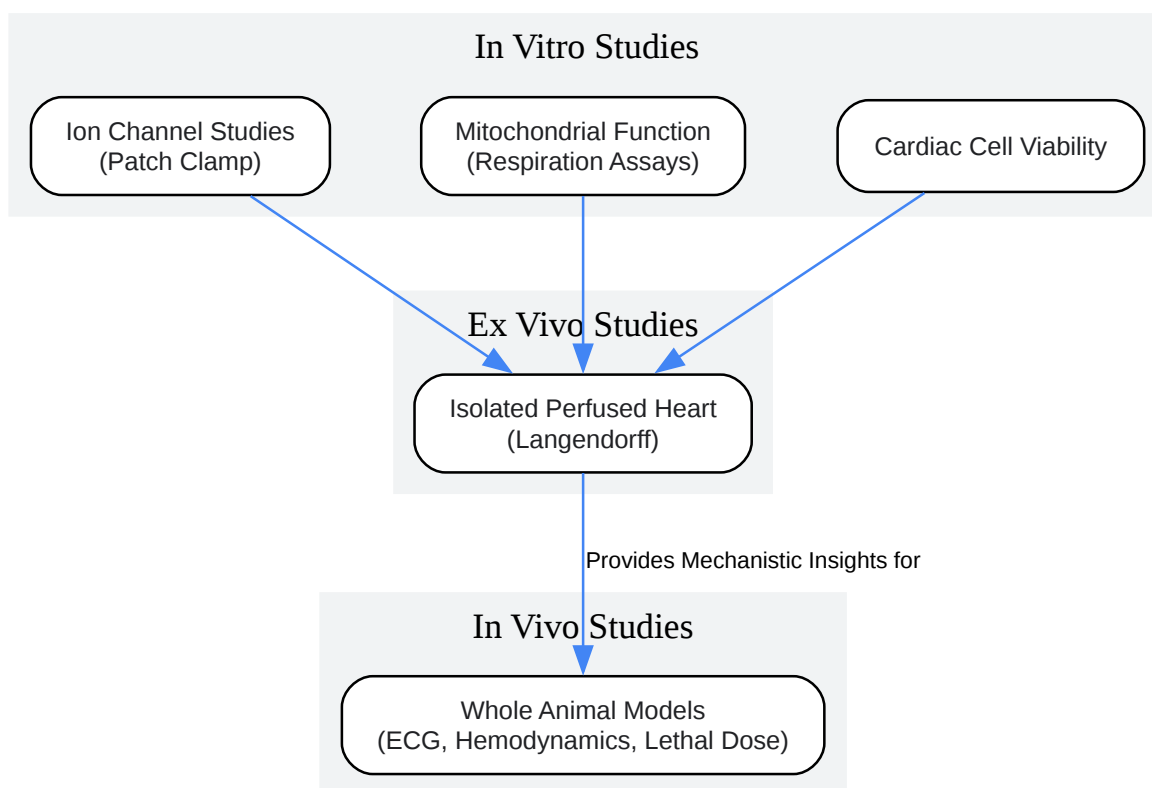 In Vitro Studies
Ion Channel Studies
(Patch Clamp)
Mitochondrial Function
(Respiration Assays)
Cardiac Cell Viability
Ex Vivo Studies
Isolated Perfused Heart
(Langendorff)
Provides Mechanistic Insights for
In Vivo Studies
Whole Animal Models
(ECG, Hemodynamics, Lethal Dose)